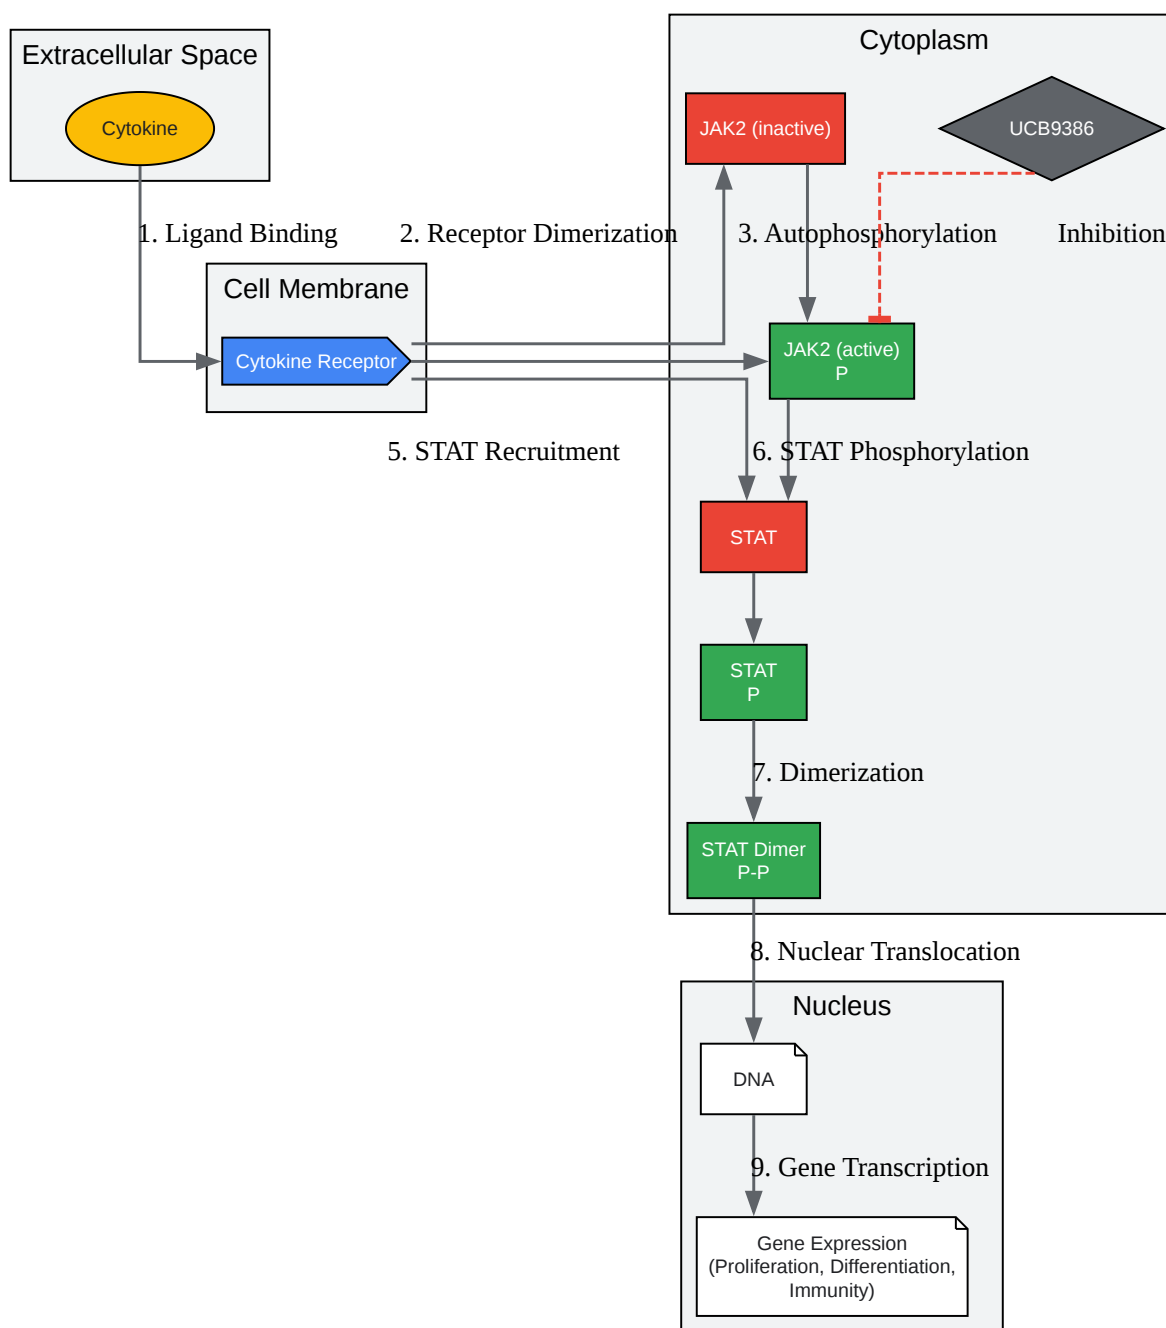 Extracellular Space
Cytoplasm
Cytokine
JAK2 (inactive)
UCB9386
1. Ligand Binding
2. Receptor Dimerization
3. Autophosphorylation
Inhibition
Cell Membrane
Cytokine Receptor
JAK2 (active)
P
5. STAT Recruitment
6. STAT Phosphorylation
STAT
STAT
P
7. Dimerization
STAT Dimer
P-P
8. Nuclear Translocation
Nucleus
DNA
9. Gene Transcription
Gene Expression
(Proliferation, Differentiation,
Immunity)